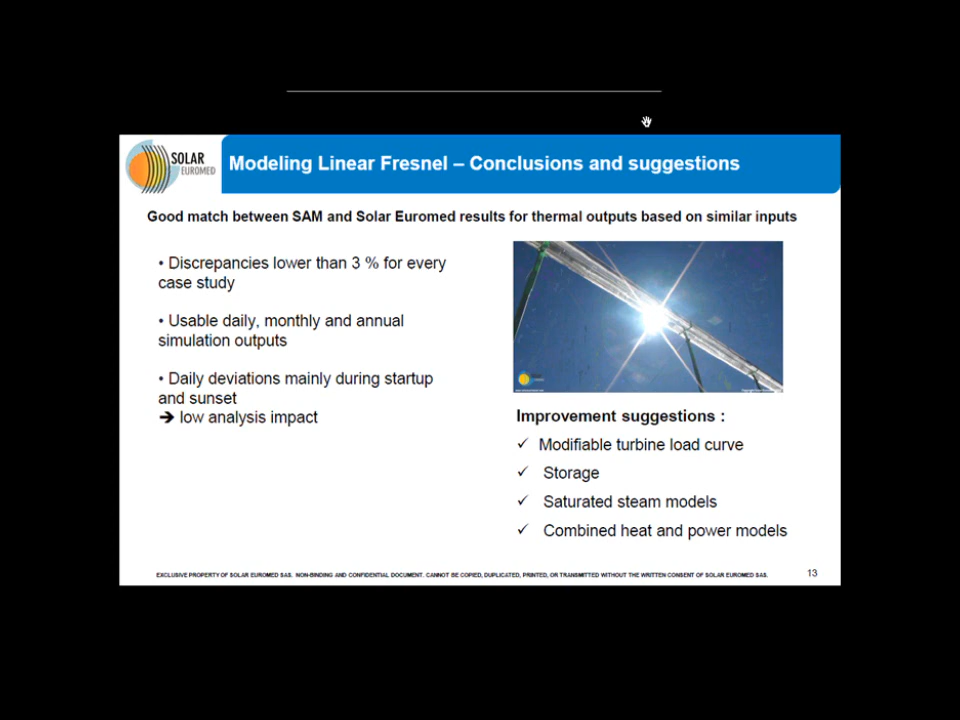 SOLAR
EUROMED
Modeling Linear Fresnel – Conclusions and suggestions
Good match between SAM and Solar Euromed results for thermal outputs based on similar inputs
• Discrepancies lower than 3 % for every
case study
• Usable daily, monthly and annual
simulation outputs
• Daily deviations mainly during startup
and sunset
➔ low analysis impact
Improvement suggestions :
✓ Modifiable turbine load curve
✓ Storage
✓ Saturated steam models
✓ Combined heat and power models
EXCLUSIVE PROPERTY OF SOLAR EUROMED SAS. NON-BINDING AND CONFIDENTIAL DOCUMENT. CANNOT BE COPIED, DUPLICATED, PRINTED, OR TRANSMITTED WITHOUT THE WRITTEN CONSENT OF SOLAR EUROMED SAS.
13